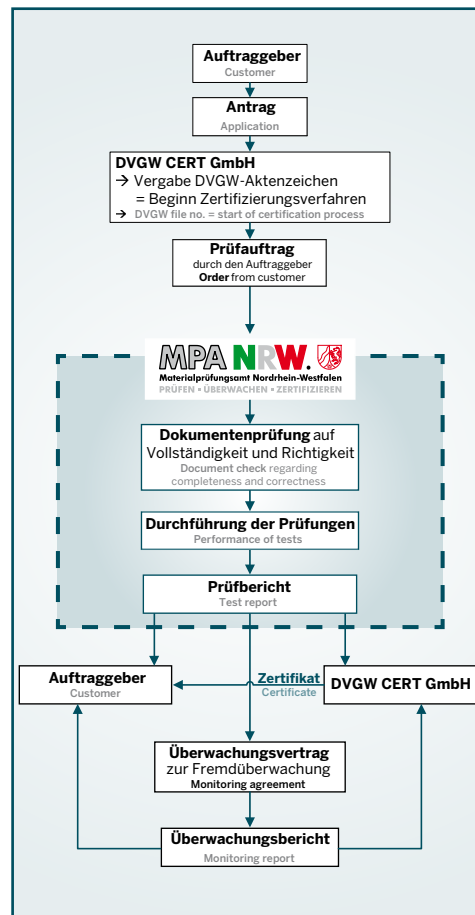 Auftraggeber
Customer
Antrag
Application
DVGW CERT GmbH
→ Vergabe DVGW-Aktenzeichen
= Beginn Zertifizierungsverfahren
→ DVGW file no. = start of certification process
Prüfauftrag
durch den Auftraggeber
Order from customer
MPA NRW.
Materialprüfungsamt Nordrhein-Westfalen
PRÜFEN ▪ ÜBERWACHEN ▪ ZERTIFIZIEREN
Dokumentenprüfung auf
Vollständigkeit und Richtigkeit
Document check regarding
completeness and correctness
Durchführung der Prüfungen
Performance of tests
Prüfbericht
Test report
Auftraggeber
Customer
Zertifikat
Certificate
DVGW CERT GmbH
Überwachungsvertrag
zur Fremdüberwachung
Monitoring agreement
Überwachungsbericht
Monitoring report